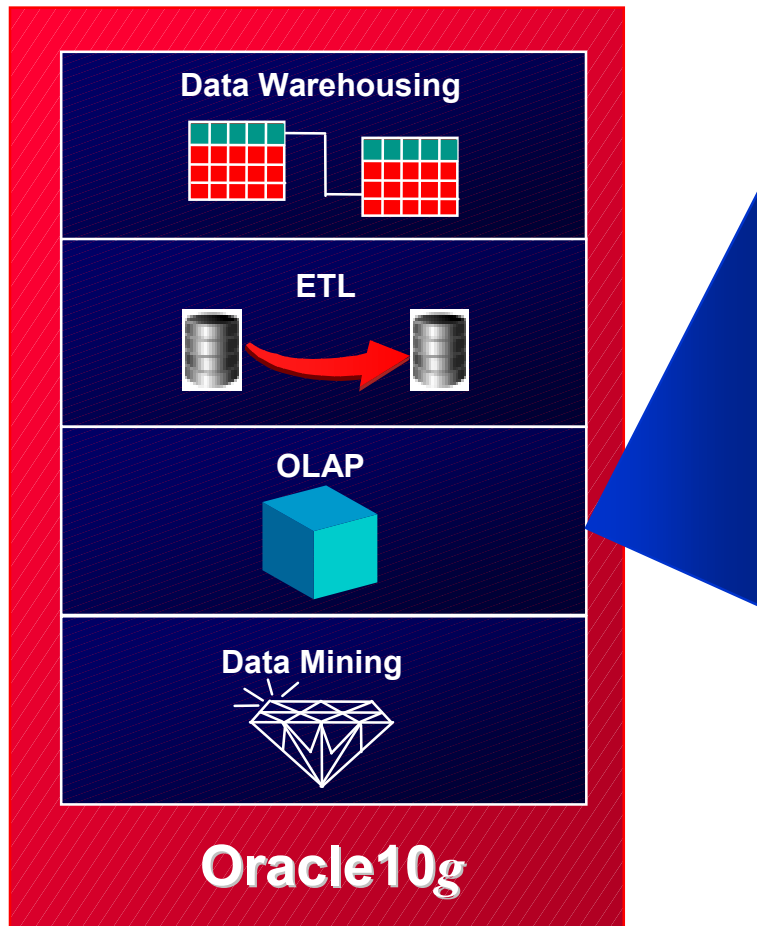 Data Warehousing
ETL
OLAP
Data Mining
Oracle10g